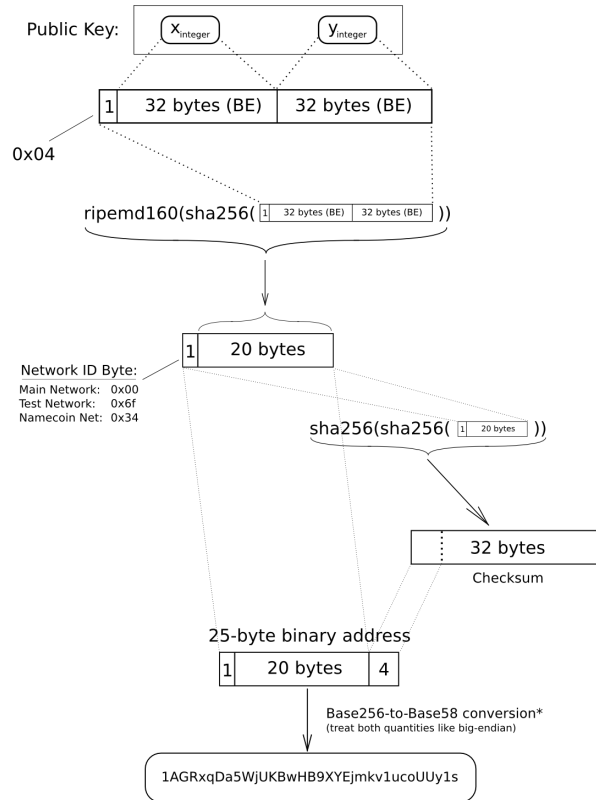 Public Key:
x integer
y integer
1
32 bytes (BE)
32 bytes (BE)
0x04
ripemd160(sha256( 1 32 bytes (BE) 32 bytes (BE) ))
1
20 bytes
Network ID Byte:
Main Network: 0x00
Test Network: 0x6f
Namecoin Net: 0x34
sha256(sha256( 1 20 bytes ))
32 bytes
Checksum
25-byte binary address
1
20 bytes
4
Base256-to-Base58 conversion*
(treat both quantities like big-endian)
1AGRxqDa5WjUKBwHB9XYEjmkv1ucoUUy1s